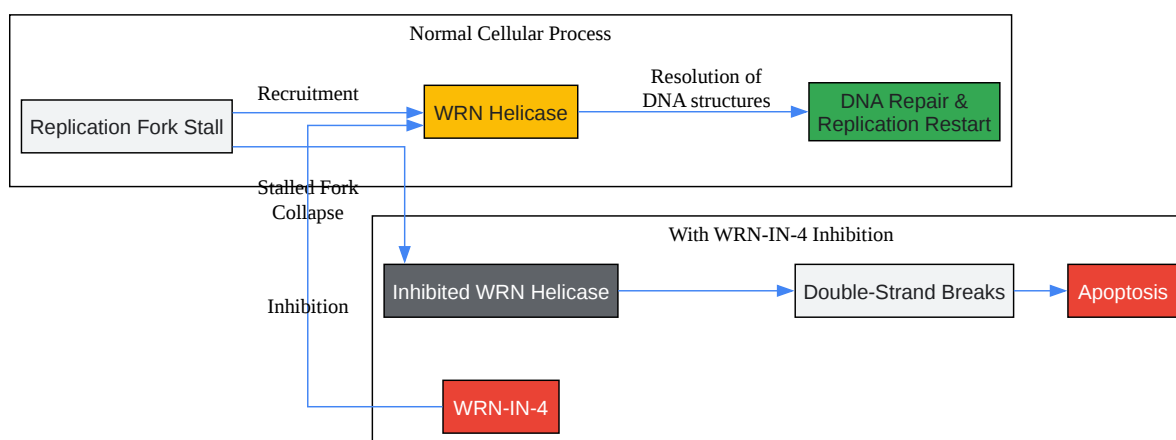 Normal Cellular Process
Replication Fork Stall
Recruitment
WRN Helicase
Resolution of
DNA structures
DNA Repair &
Replication Restart
Stalled Fork
Collapse
With WRN-IN-4 Inhibition
Inhibited WRN Helicase
Double-Strand Breaks
Apoptosis
Inhibition
WRN-IN-4